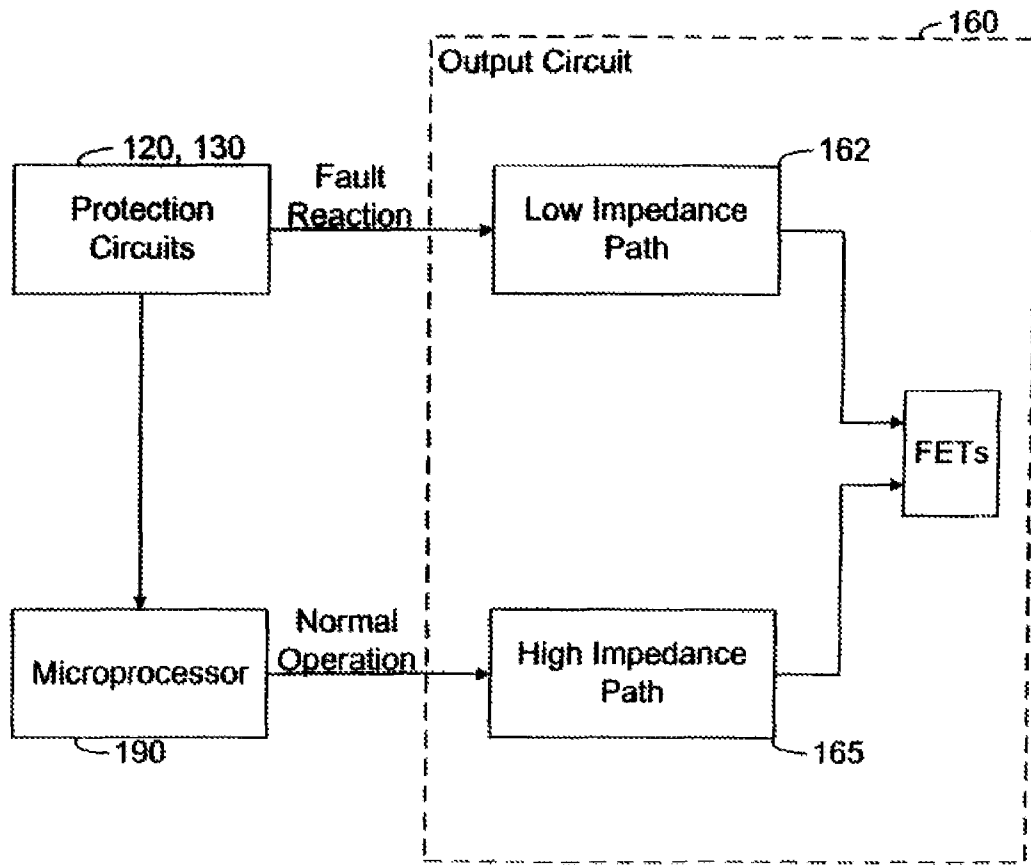 160
Output Circuit
120, 130
Protection
Circuits
Fault
Reaction
162
Low Impedance
Path
FETs
Microprocessor
190
Normal
Operation
High Impedance
Path
165